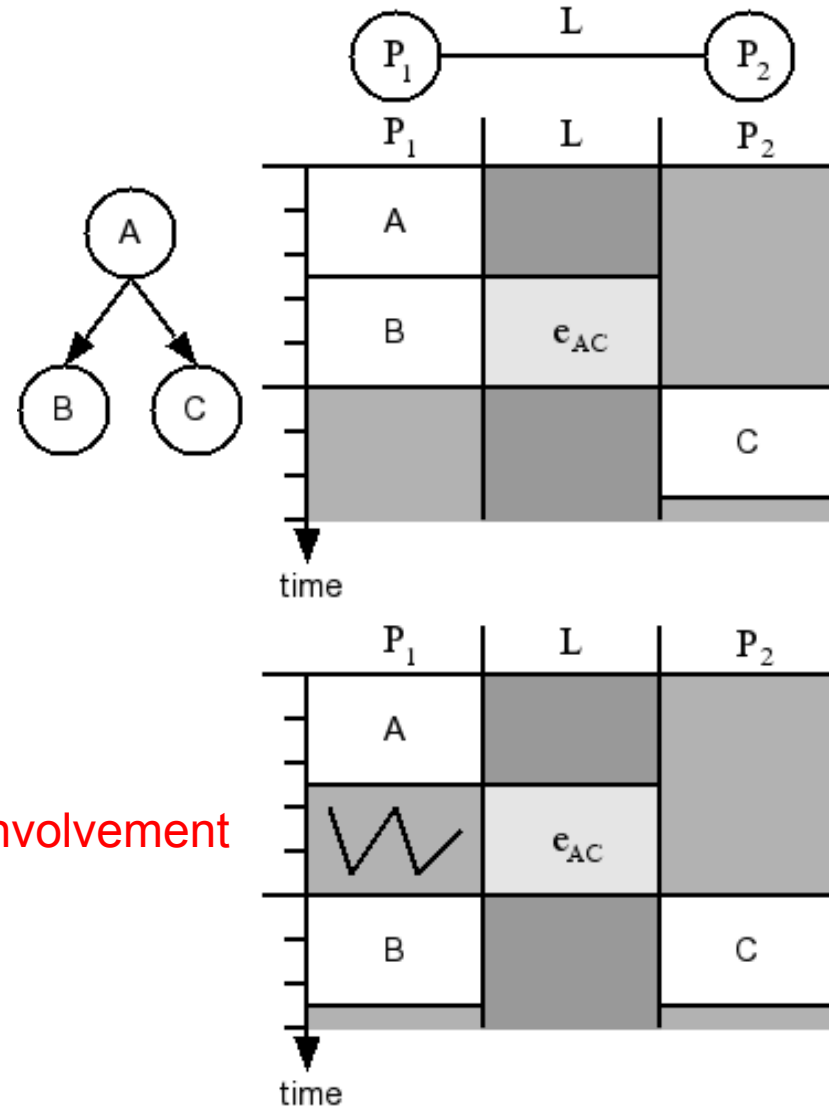 L
P₁ P₂
P₁ L P₂
A
A
B e_AC
B C
C
time
P₁ L P₂
A
nvolvement e_AC
B C
time